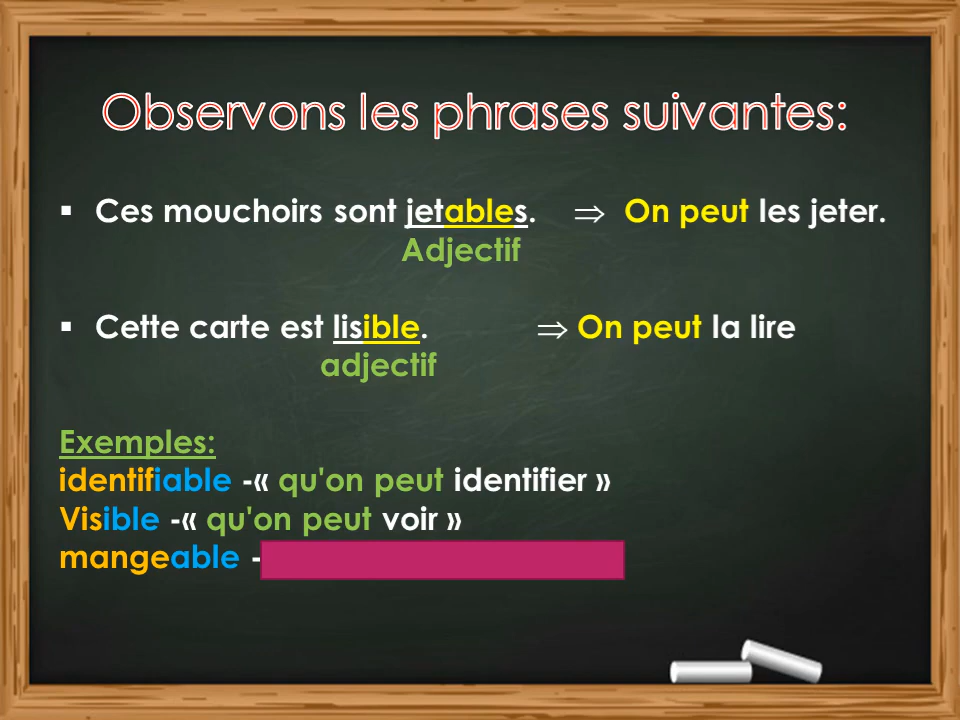 Observons les phrases suivantes:
▪ Ces mouchoirs sont jetables. ⇒ On peut les jeter.
Adjectif
▪ Cette carte est lisible. ⇒ On peut la lire
adjectif
Exemples:
identifiable -« qu'on peut identifier »
Visible -« qu'on peut voir »
mangeable -